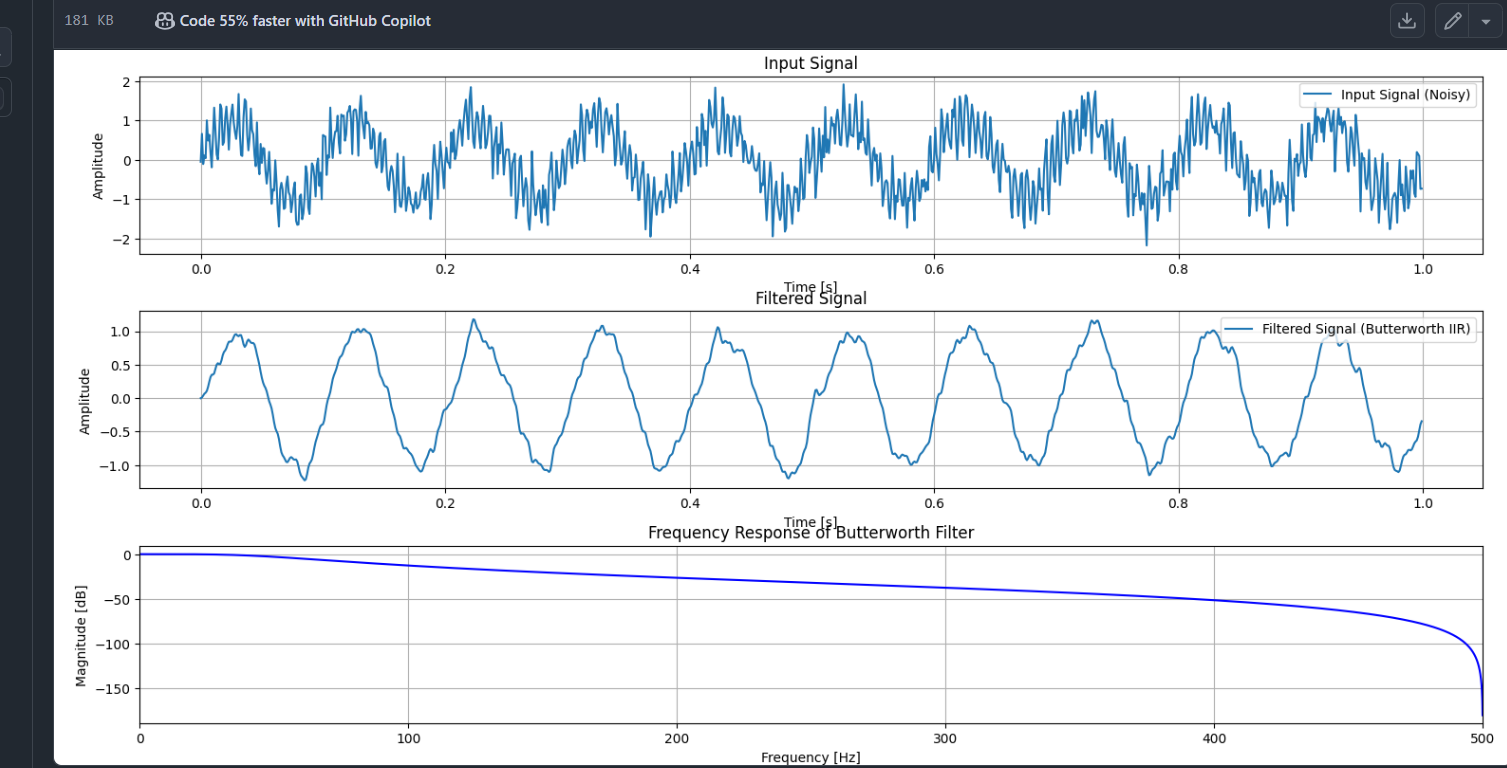 181 KB
Code 55% faster with GitHub Copilot
Input Signal
Input Signal (Noisy)
2
1
0
−1
−2
Amplitude
0.0 0.2 0.4 0.6 0.8 1.0
Time [s]
Filtered Signal
Filtered Signal (Butterworth IIR)
1.0
0.5
0.0
−0.5
−1.0
Amplitude
0.0 0.2 0.4 0.6 0.8 1.0
Time [s]
Frequency Response of Butterworth Filter
0
−50
−100
−150
Magnitude [dB]
0 100 200 300 400 500
Frequency [Hz]